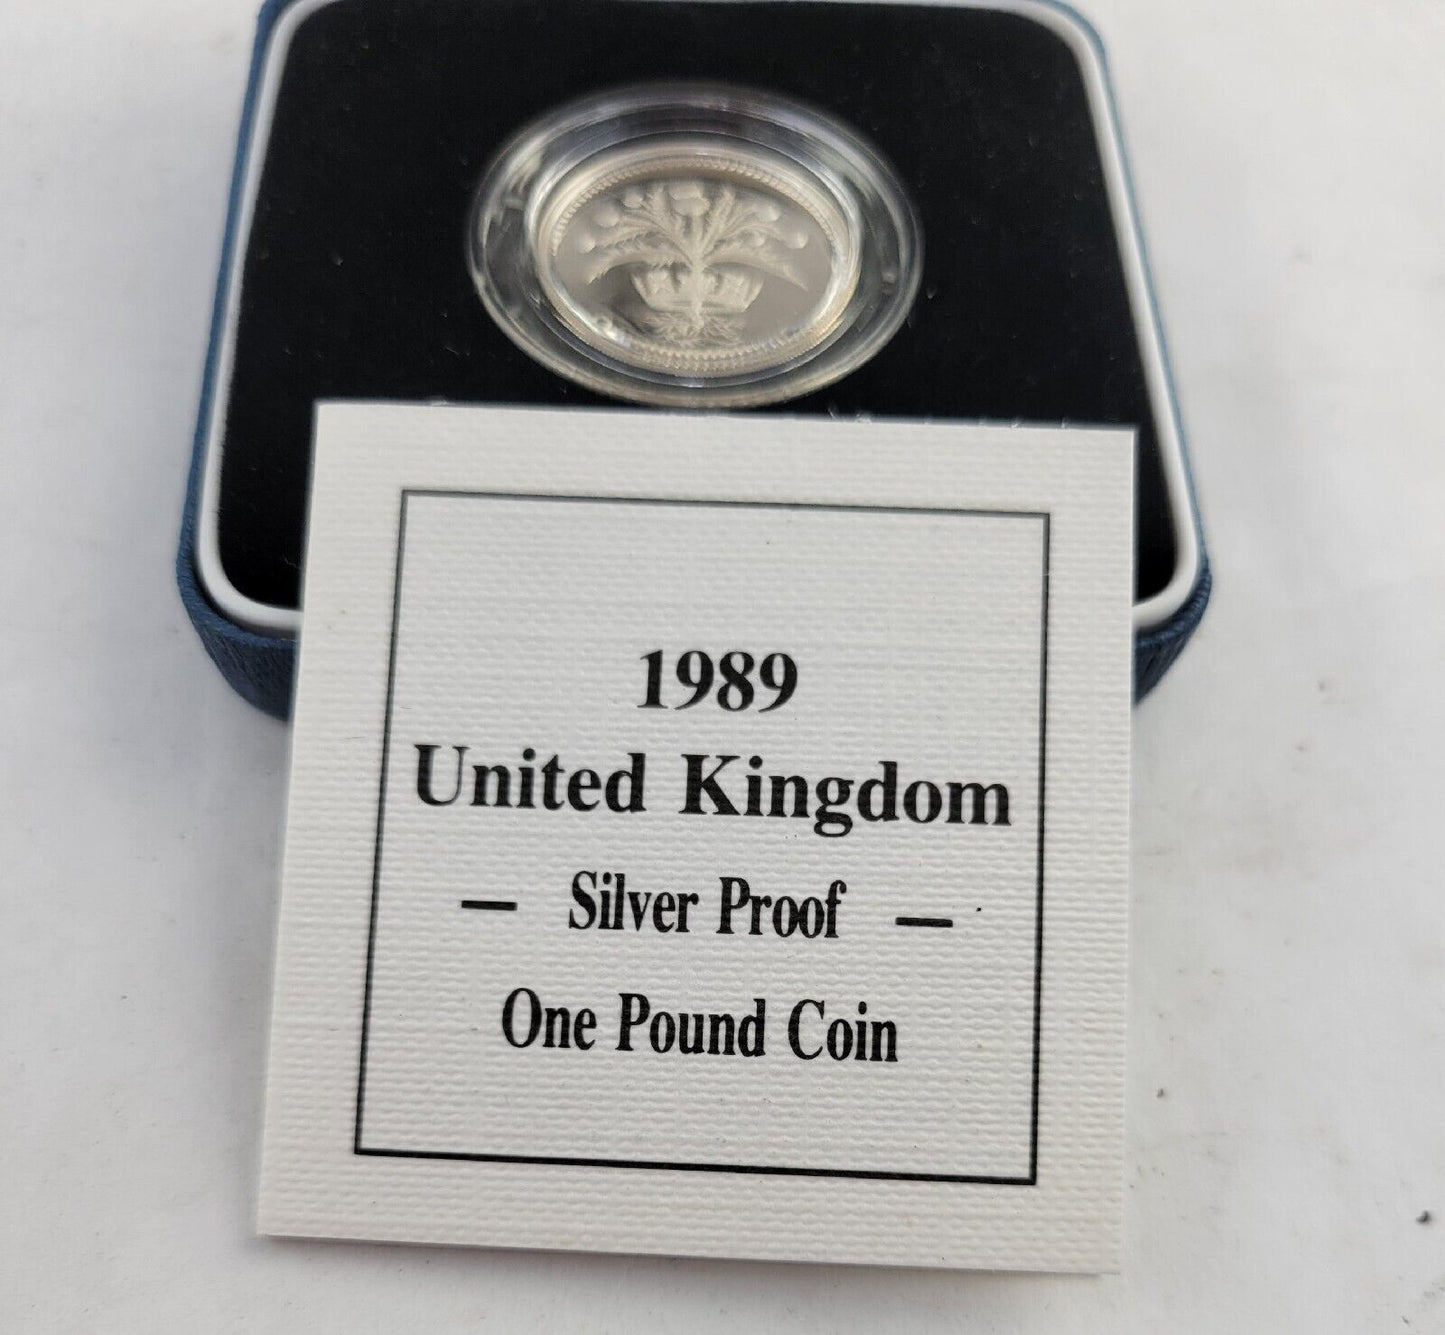 1989
United Kingdom
— Silver Proof —
One Pound Coin